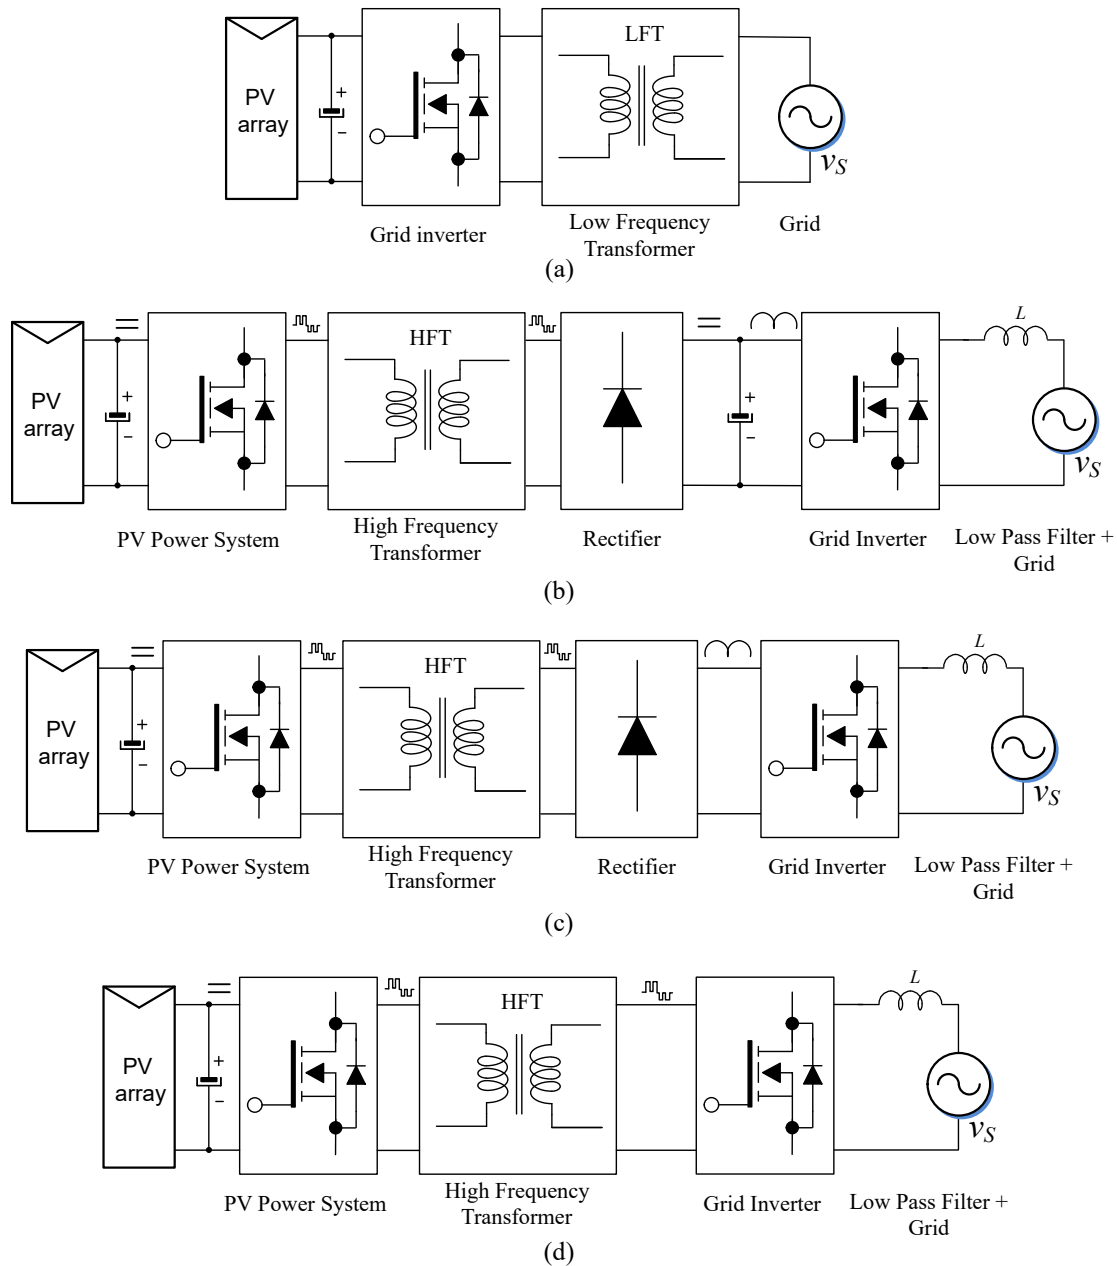 LFT
PV
array
+
−
v_S
Grid inverter
Low Frequency
Transformer
Grid
(a)
L
HFT
PV
array
+
−
+
−
v_S
PV Power System
High Frequency
Transformer
Rectifier
Grid Inverter
Low Pass Filter +
Grid
(b)
L
HFT
PV
array
+
−
v_S
PV Power System
High Frequency
Transformer
Rectifier
Grid Inverter
Low Pass Filter +
Grid
(c)
L
HFT
PV
array
+
−
v_S
PV Power System
High Frequency
Transformer
Grid Inverter
Low Pass Filter +
Grid
(d)